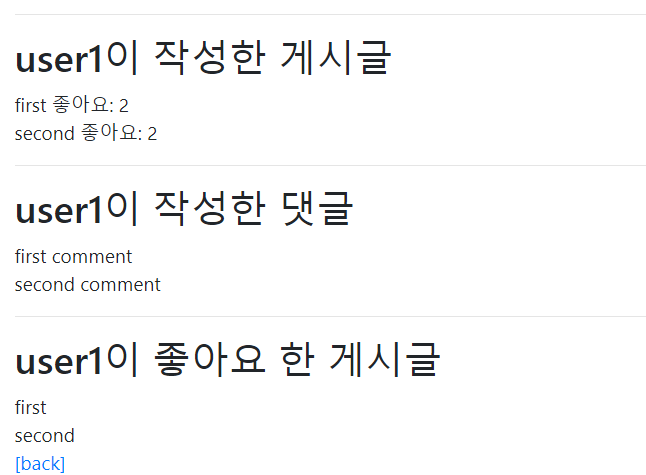 user1이 작성한 게시글
first 좋아요: 2
second 좋아요: 2
user1이 작성한 댓글
first comment
second comment
user1이 좋아요 한 게시글
first
second
[back]